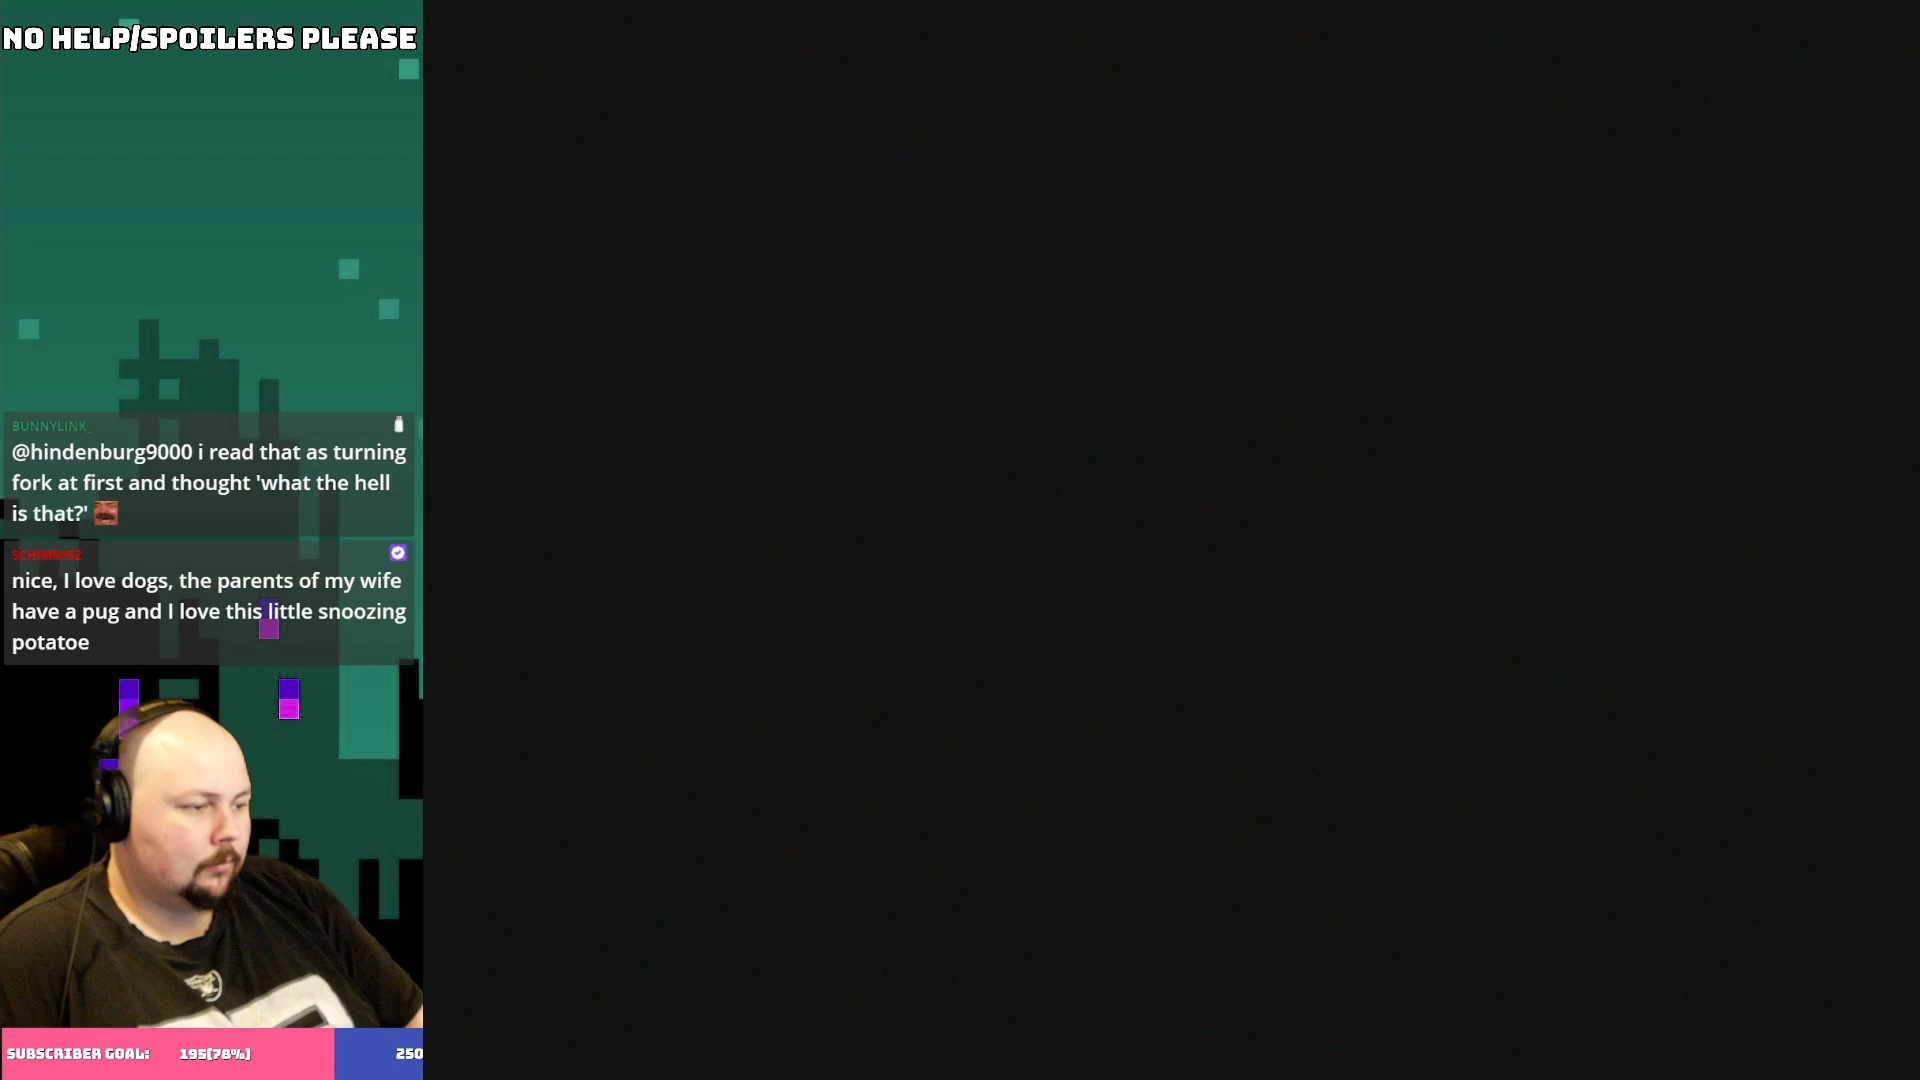 NO HELP/SPOILERS PLEASE
BUNNYLINK_
@hindenburg9000 i read that as turning
fork at first and thought 'what the hell
is that?'
nice, I love dogs, the parents of my wife
have a pug and I love this little snoozing
potatoe
SUBSCRIBER GOAL: 195(78%) 250